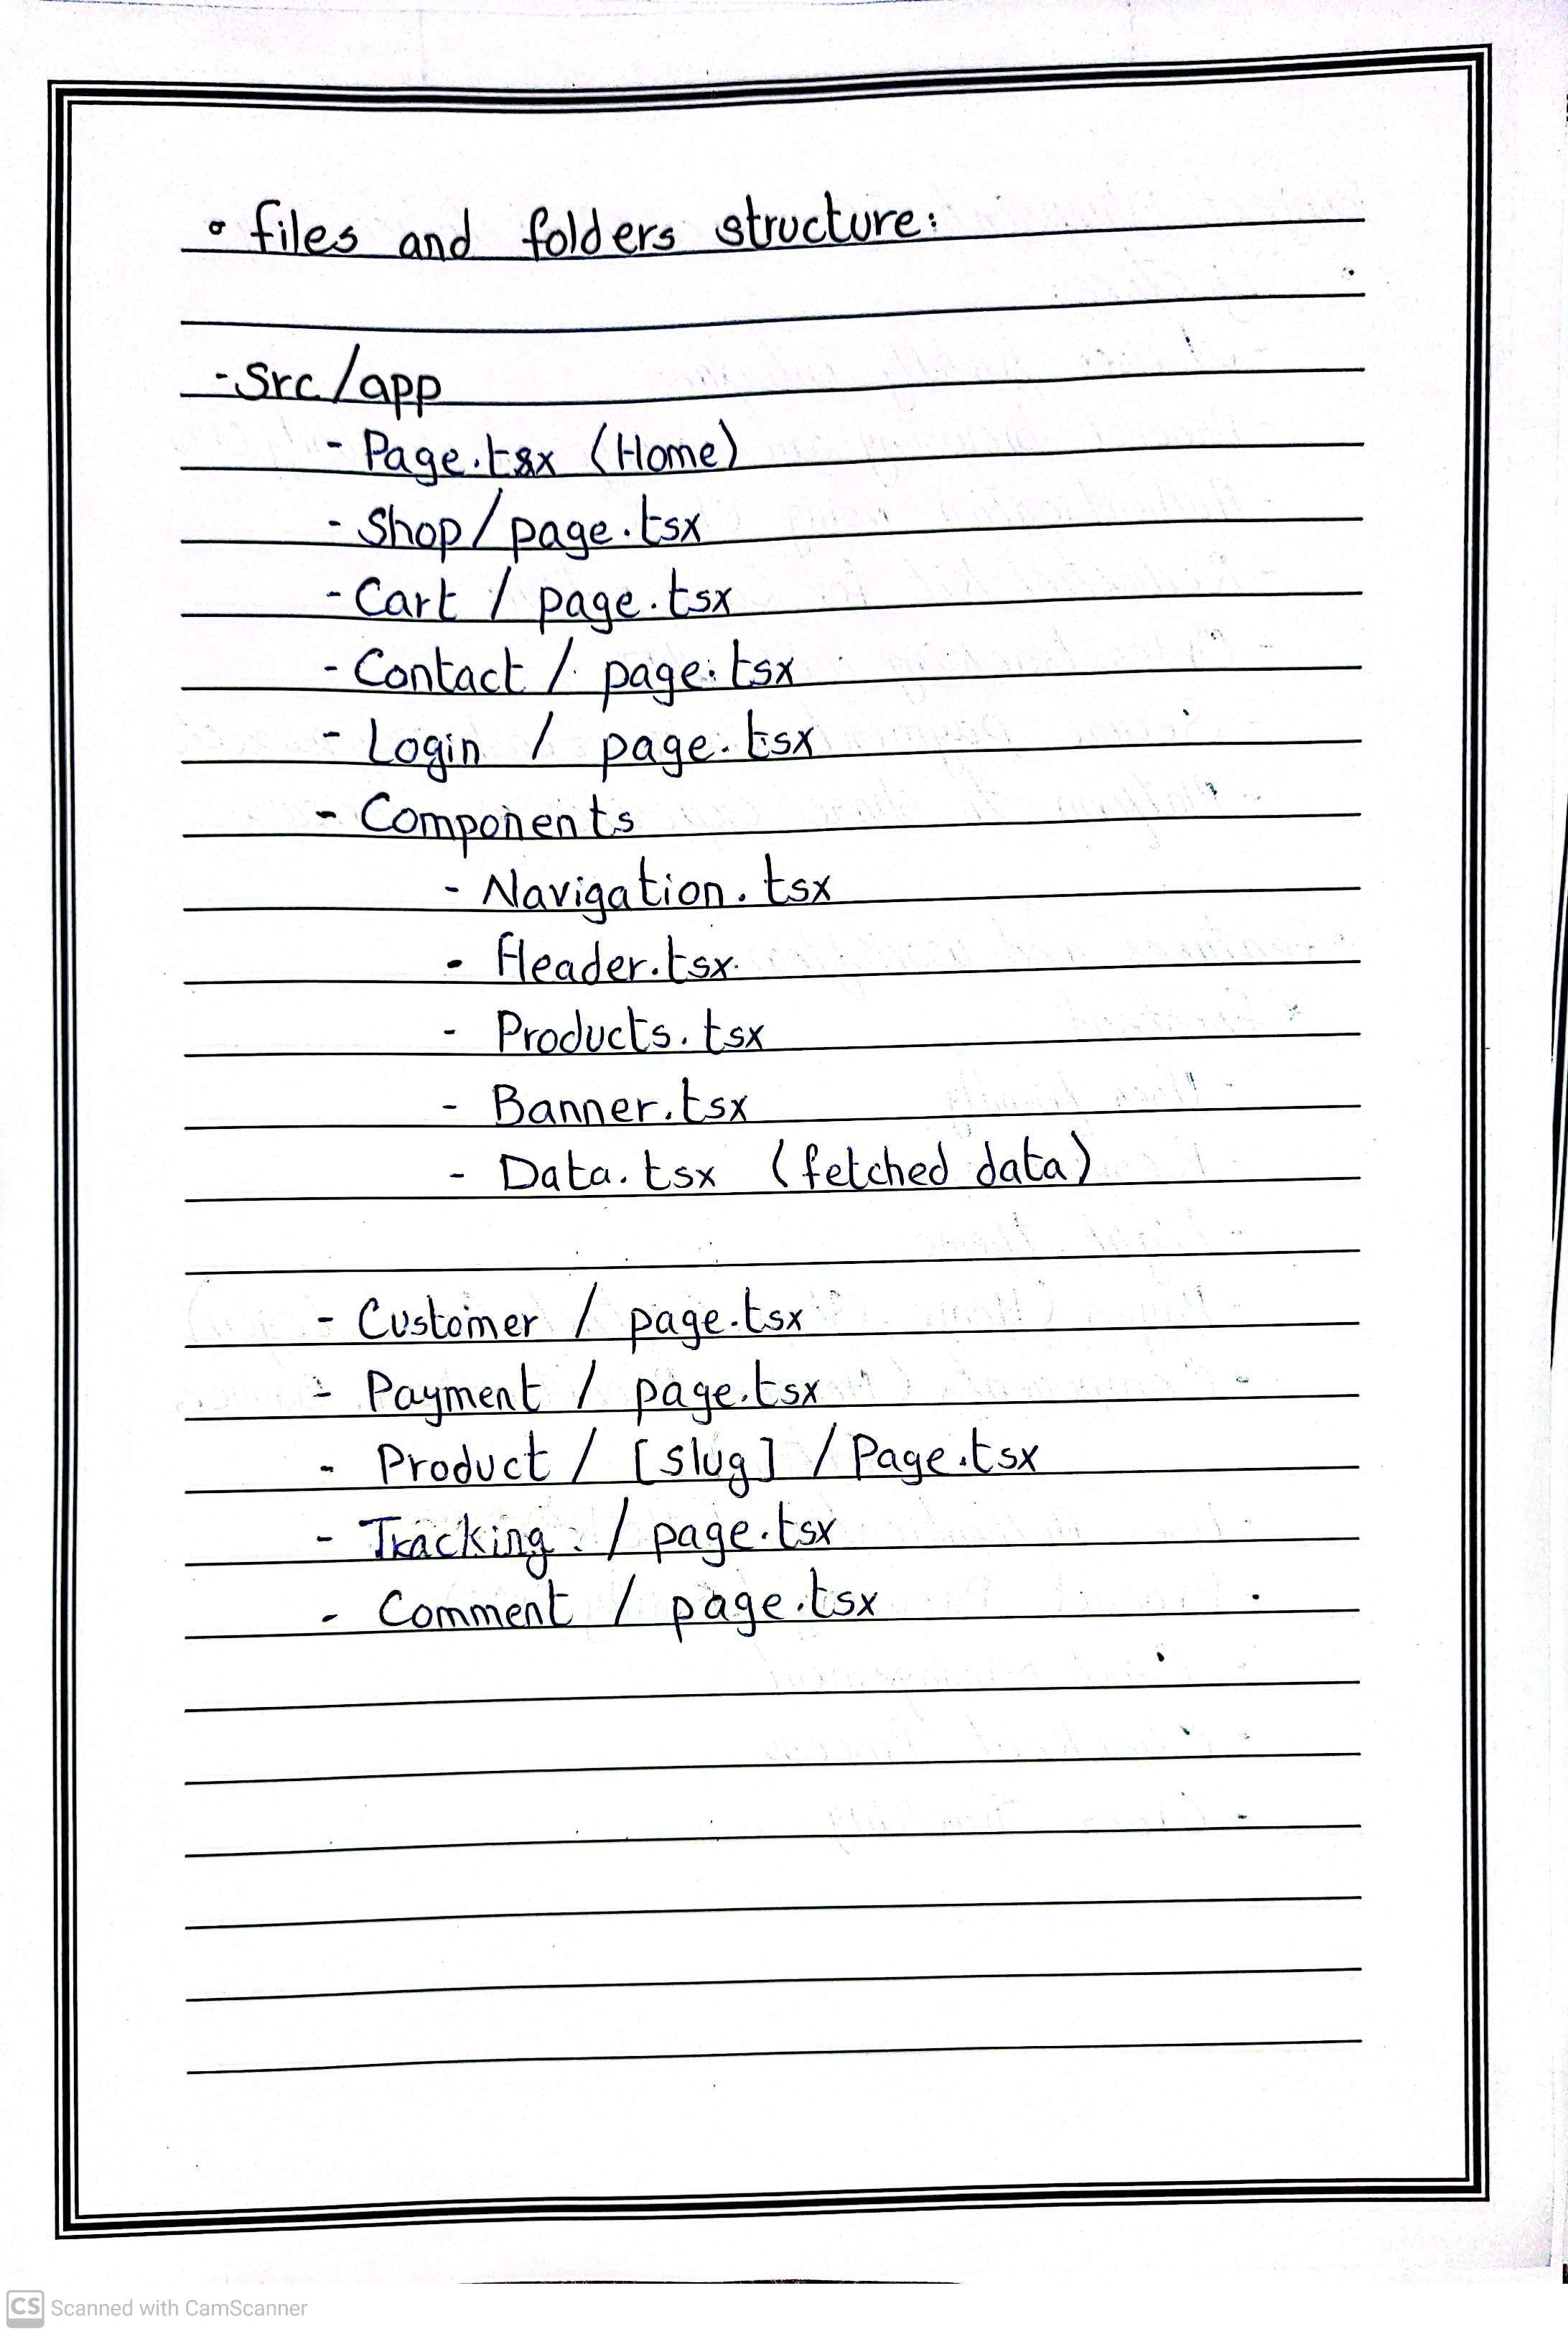 • files and folders structure:
- Src/app
- Page.tsx (Home)
- Shop/page.tsx
- Cart / page.tsx
- Contact / page.tsx
- Login / page.tsx
- Components
- Navigation.tsx
- Header.tsx
- Products.tsx
- Banner.tsx
- Data.tsx (fetched data)
- Customer / page.tsx
- Payment / page.tsx
- Product / [slug] / Page.tsx
- Tracking / page.tsx
- Comment / page.tsx
CS Scanned with CamScanner